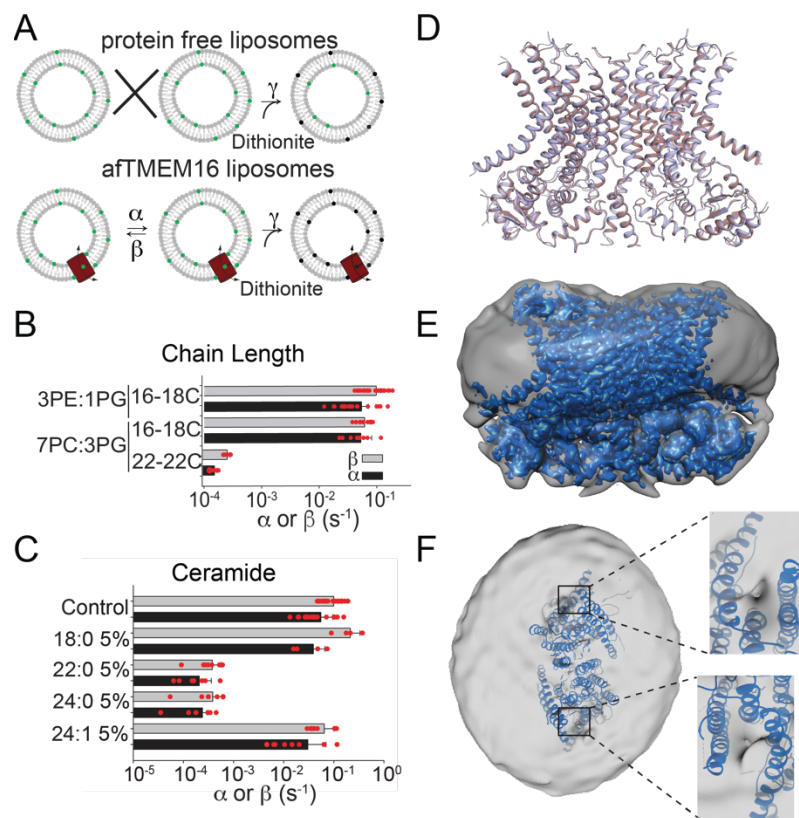 A
protein free liposomes
γ
Dithionite
afTMEM16 liposomes
α
β
γ
Dithionite
B
Chain Length
3PE:1PG 16-18C
7PC:3PG 16-18C
22-22C
β
α
10⁻⁴ 10⁻³ 10⁻² 10⁻¹
α or β (s⁻¹)
C
Ceramide
Control
18:0 5%
22:0 5%
24:0 5%
24:1 5%
10⁻⁵ 10⁻⁴ 10⁻³ 10⁻² 10⁻¹ 10⁰
α or β (s⁻¹)
D
E
F